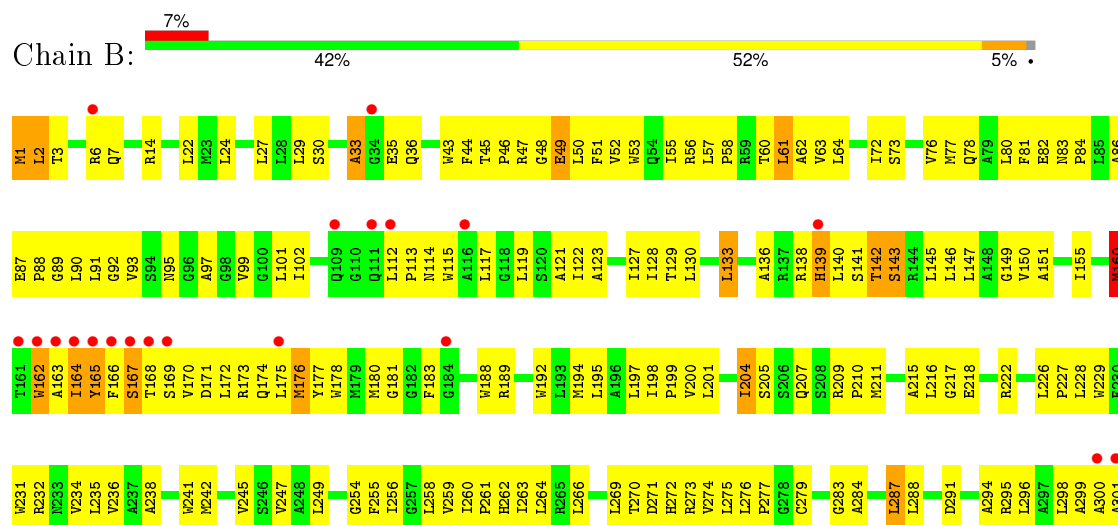 7%
Chain B:
42% 52% 5%
M1 L2 T3 R6 Q7 R14 L22 M23 L24 L27 L28 L29 S30 A33 G34 E35 Q36 W43 F44 T45 P46 R47 G48 E49 L50 F51 V52 W53 Q54 I55 R56 L57 P58 R59 T60 L61 A62 V63 L64 I72 S73 V76 M77 Q78 A79 L80 F81 E82 N83 P84 L85 A86
E87 P88 G89 L90 L91 G92 V93 S94 N95 G96 A97 G98 V99 G100 L101 I102 Q109 G110 Q111 L112 P113 N114 W115 A116 L117 G118 L119 S120 A121 I122 A123 I127 I128 T129 L130 L133 A136 R137 R138 H139 L140 S141 T142 S143 R144 L145 L146 L147 A148 G149 V150 A151 I155 M160
T161 W162 A163 I164 Y165 F166 S167 T168 S169 V170 D171 L172 R173 Q174 L175 M176 Y177 W178 M179 M180 G181 G182 F183 G184 W188 R189 W192 L193 M194 L195 A196 L197 I198 P199 V200 L201 I204 S205 S206 Q207 S208 R209 P210 M211 A215 L216 G217 E218 R222 L226 P227 L228 W229
W231 R232 N233 V234 L235 V236 A237 A238 W241 M242 V245 S246 V247 A248 L249 G254 F255 I256 G257 L258 V259 I260 P261 H262 I263 L264 R265 L266 L269 T270 D271 H272 R273 V274 L275 L276 P277 G278 C279 G283 A284 L287 L288 D291 A294 R295 L296 A297 L298 A299 A300